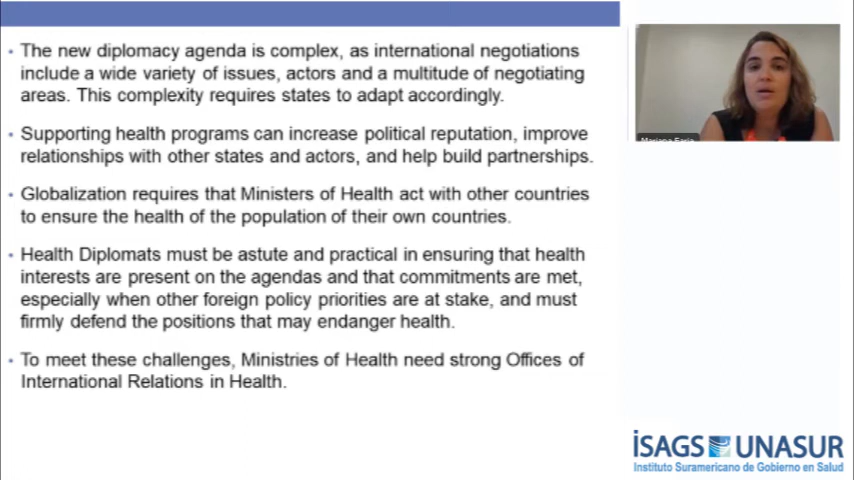 • The new diplomacy agenda is complex, as international negotiations
include a wide variety of issues, actors and a multitude of negotiating
areas. This complexity requires states to adapt accordingly.
• Supporting health programs can increase political reputation, improve
relationships with other states and actors, and help build partnerships.
• Globalization requires that Ministers of Health act with other countries
to ensure the health of the population of their own countries.
• Health Diplomats must be astute and practical in ensuring that health
interests are present on the agendas and that commitments are met,
especially when other foreign policy priorities are at stake, and must
firmly defend the positions that may endanger health.
• To meet these challenges, Ministries of Health need strong Offices of
International Relations in Health.
Mariana Faria
iSAGS UNASUR
Instituto Suramericano de Gobierno en Salud